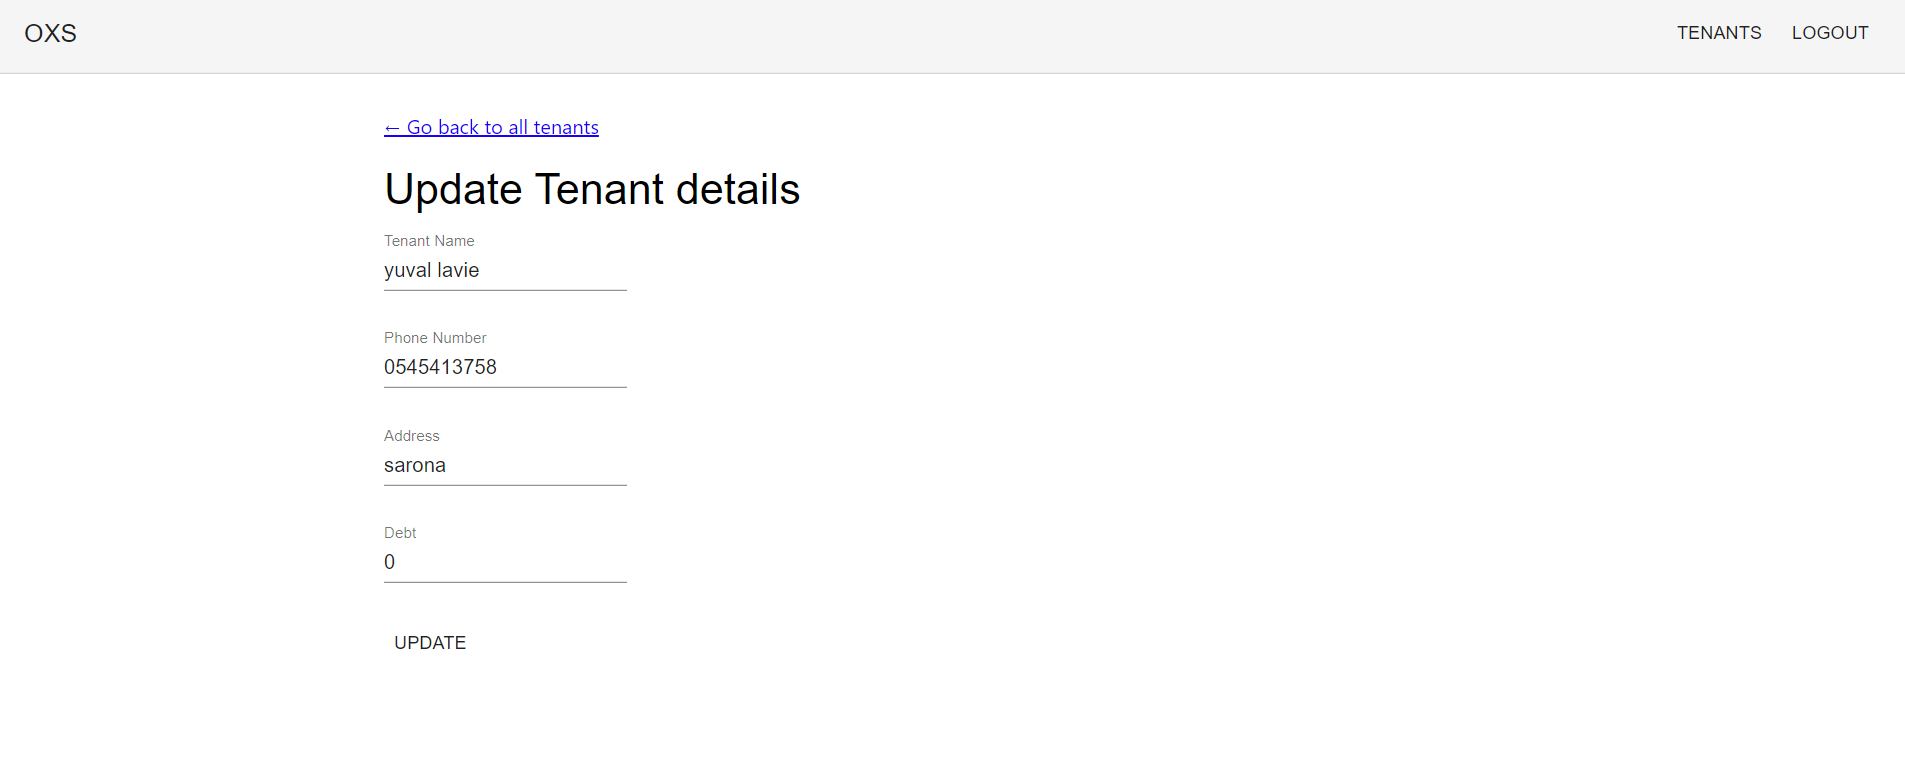 OXS
TENANTS LOGOUT
← Go back to all tenants
Update Tenant details
Tenant Name
yuval lavie
Phone Number
0545413758
Address
sarona
Debt
0
UPDATE